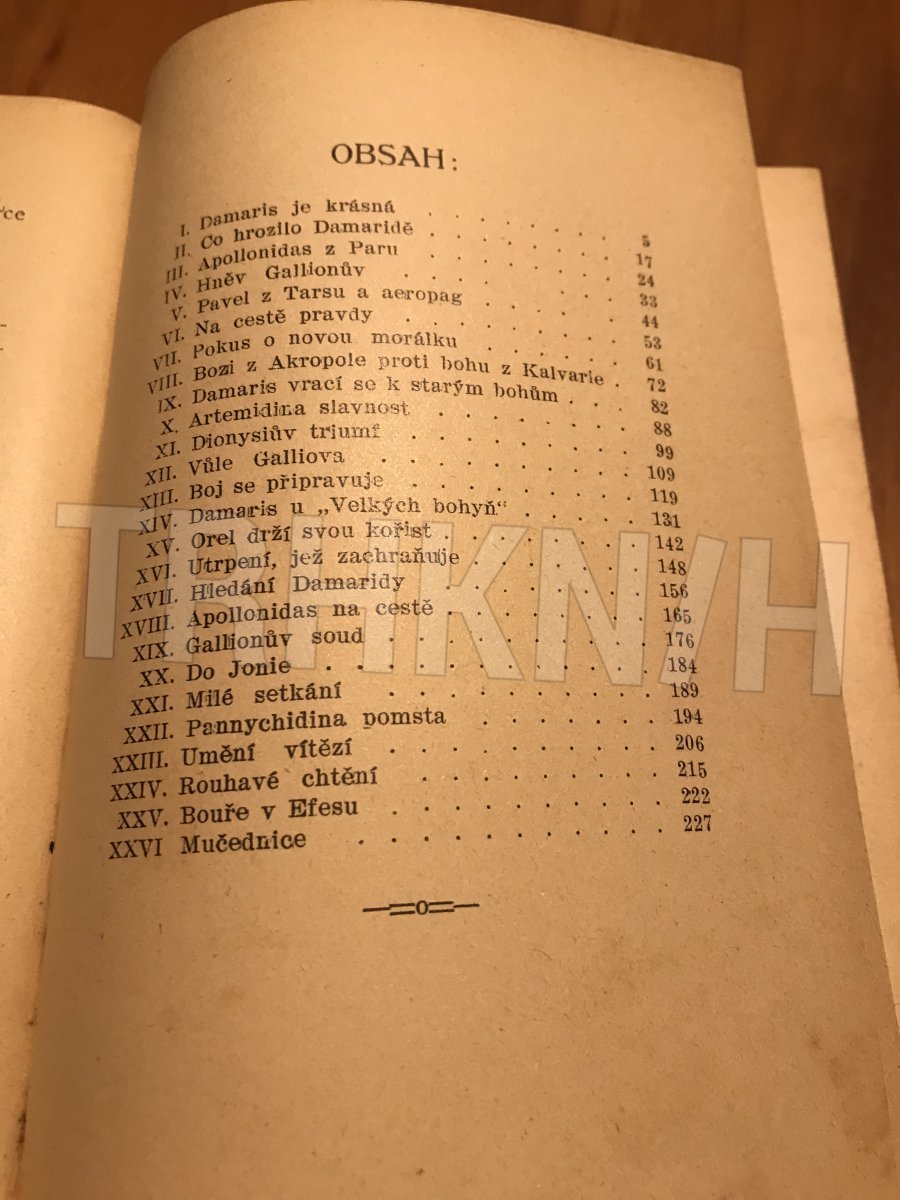 OBSAH:
I. Damaris je krásná . . . . . . 5
II. Co hrozilo Damaridě . . . . . . 17
III. Apollonidas z Paru . . . . . . 24
IV. Hněv Gallionův . . . . . . 33
V. Pavel z Tarsu a aeropag . . . . . 44
VI. Na cestě pravdy . . . . . . 53
VII. Pokus o novou morálku . . . . . 61
VIII. Bozi z Akropole proti bohu z Kalvarie . 72
IX. Damaris vrací se k starým bohům . . . 82
X. Artemidina slavnost . . . . . . 88
XI. Dionysiův triumf . . . . . . 99
XII. Vůle Galliova . . . . . . . 109
XIII. Boj se připravuje . . . . . . 119
XIV. Damaris u „Velkých bohyň“ . . . . 131
XV. Orel drží svou kořist . . . . . . 142
XVI. Utrpení, jež zachraňuje . . . . . 148
XVII. Hledání Damaridy . . . . . . 156
XVIII. Apollonidas na cestě . . . . . . 165
XIX. Gallionův soud . . . . . . . 176
XX. Do Jonie . . . . . . . . 184
XXI. Milé setkání . . . . . . . 189
XXII. Pannychidina pomsta . . . . . 194
XXIII. Umění vítězí . . . . . . . 206
XXIV. Rouhavé chtění . . . . . . 215
XXV. Bouře v Efesu . . . . . . . 222
XXVI Mučednice . . . . . . . 227